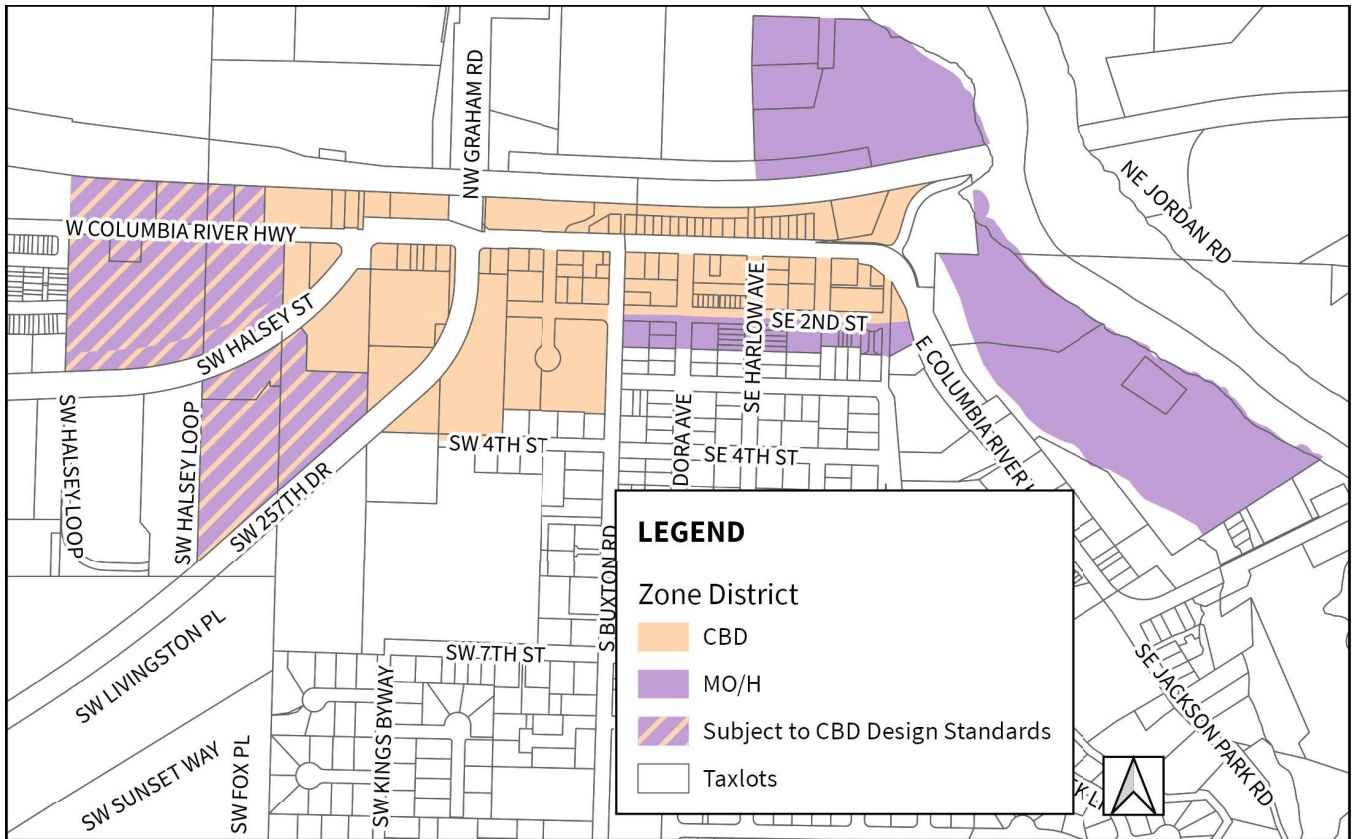 NW GRAHAM RD
NE JORDAN RD
W COLUMBIA RIVER HWY
SW HALSEY ST
SE HARLOW AVE
SE 2ND ST
E COLUMBIA RIVER
SW HALSEY LOOP
SW HALSEY LOOP
SW 257TH DR
SW 4TH ST
DORA AVE
SE 4TH ST
S BUXTON RD
SW 7TH ST
SW LIVINGSTON PL
SW SUNSET WAY
SW FOX PL
SW KINGS BYWAY
SE JACKSON PARK RD
LEGEND
Zone District
CBD
MO/H
Subject to CBD Design Standards
Taxlots